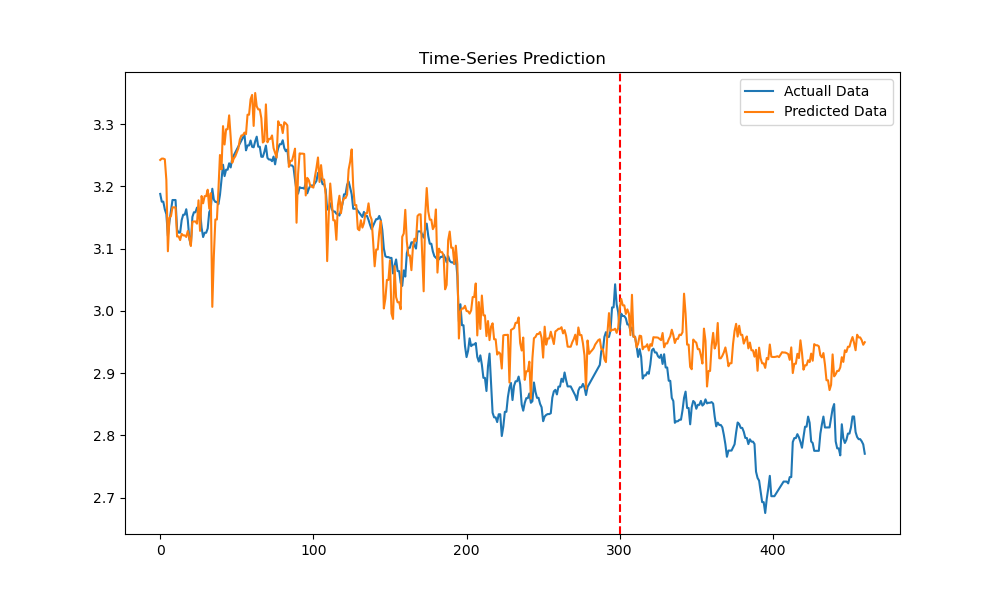 Time-Series Prediction
Actuall Data
Predicted Data
3.3
3.2
3.1
3.0
2.9
2.8
2.7
0 100 200 300 400